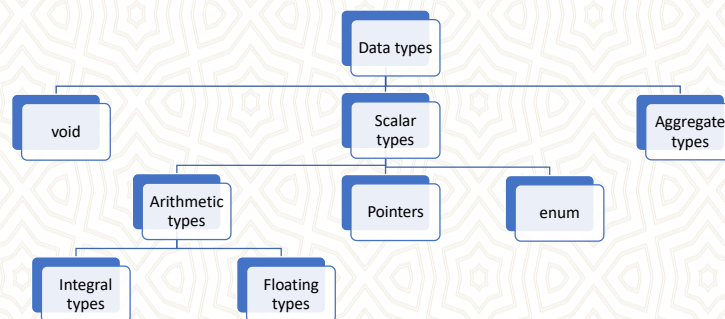 Data types
void
Scalar
types
Aggregate
types
Arithmetic
types
Pointers
enum
Integral
types
Floating
types